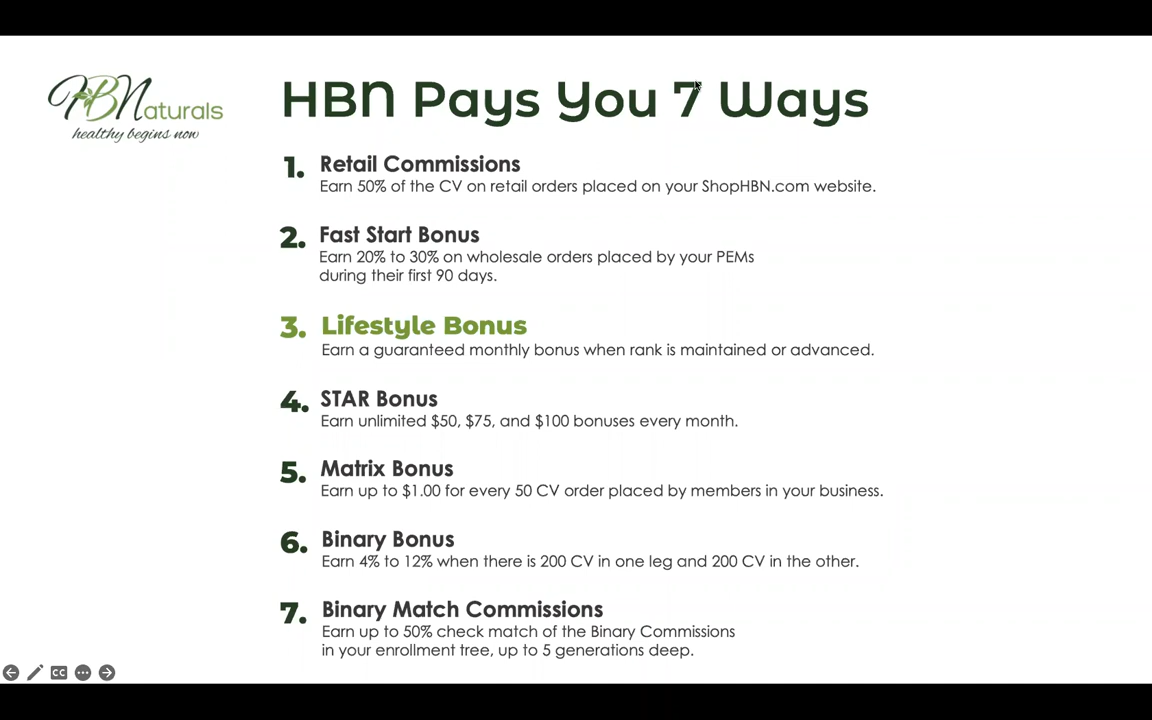 HBNaturals
healthy begins now
HBN Pays You 7 Ways
1. Retail Commissions
Earn 50% of the CV on retail orders placed on your ShopHBN.com website.
2. Fast Start Bonus
Earn 20% to 30% on wholesale orders placed by your PEMs
during their first 90 days.
3. Lifestyle Bonus
Earn a guaranteed monthly bonus when rank is maintained or advanced.
4. STAR Bonus
Earn unlimited $50, $75, and $100 bonuses every month.
5. Matrix Bonus
Earn up to $1.00 for every 50 CV order placed by members in your business.
6. Binary Bonus
Earn 4% to 12% when there is 200 CV in one leg and 200 CV in the other.
7. Binary Match Commissions
Earn up to 50% check match of the Binary Commissions
in your enrollment tree, up to 5 generations deep.
CC